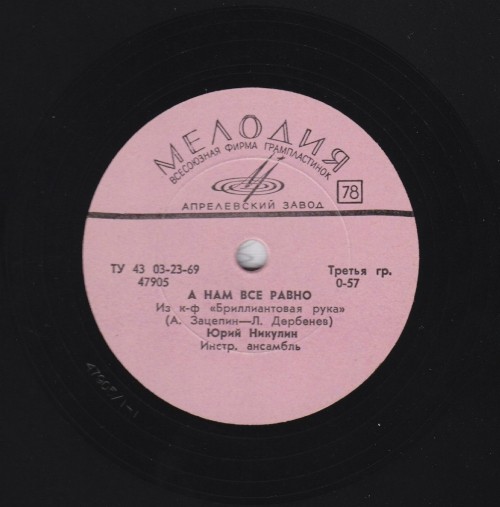 МЕЛОДИЯ
ВСЕСОЮЗНАЯ ФИРМА ГРАМПЛАСТИНОК
78
АПРЕЛЕВСКИЙ ЗАВОД
ТУ 43 03-23-69 Третья гр.
47905 0-57
А НАМ ВСЕ РАВНО
Из к-ф «Бриллиантовая рука»
(А. Зацепин—Л. Дербенев)
Юрий Никулин
Инстр. ансамбль